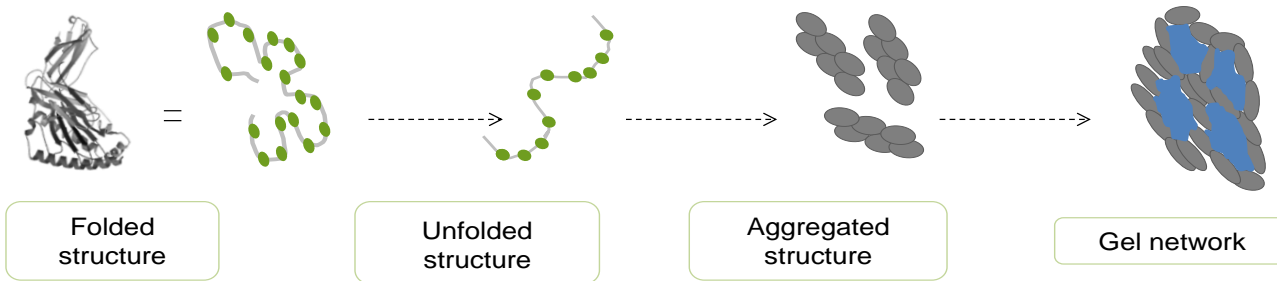 =
Folded
structure
Unfolded
structure
Aggregated
structure
Gel network